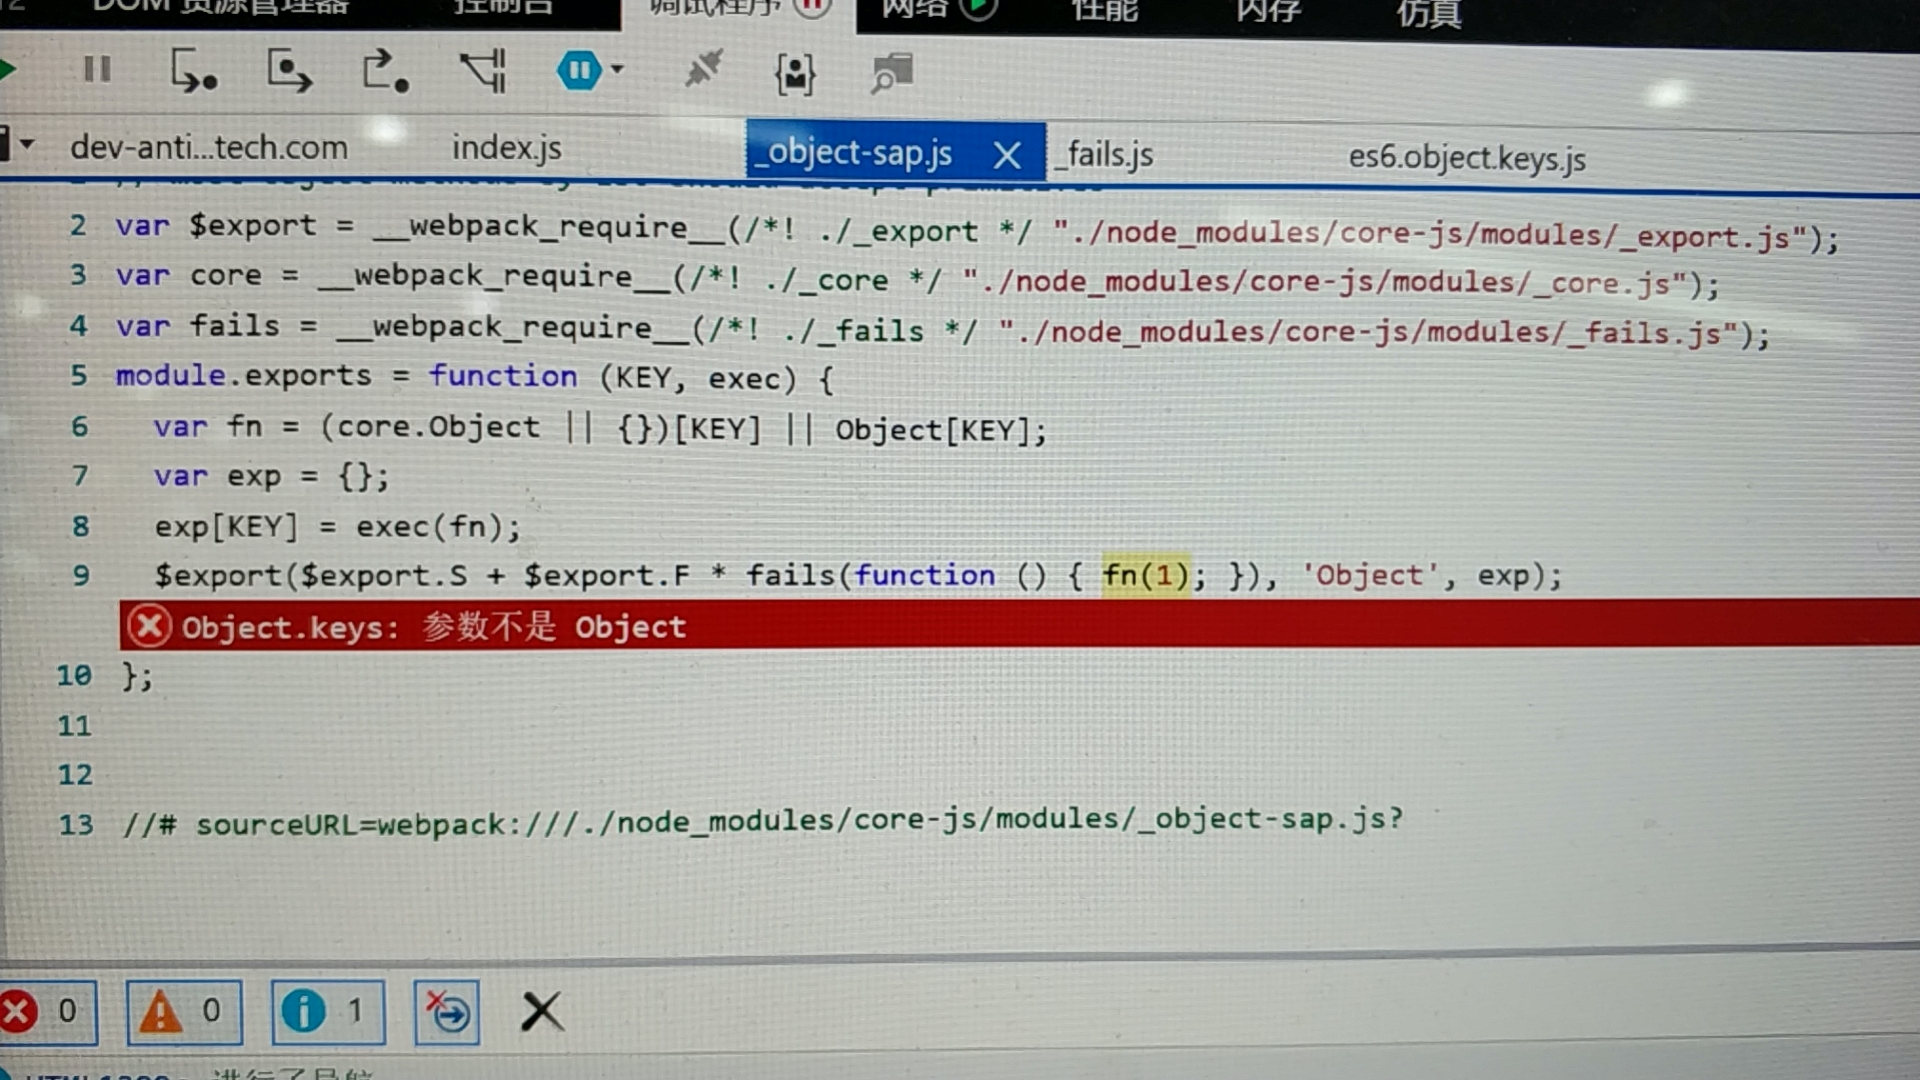 DOM 资源管理器 控制台 调试程序 网络 性能 内存 仿真
dev-anti...tech.com index.js _object-sap.js _fails.js es6.object.keys.js
2 var $export = __webpack_require__(/*! ./_export */ "./node_modules/core-js/modules/_export.js");
3 var core = __webpack_require__(/*! ./_core */ "./node_modules/core-js/modules/_core.js");
4 var fails = __webpack_require__(/*! ./_fails */ "./node_modules/core-js/modules/_fails.js");
5 module.exports = function (KEY, exec) {
6 var fn = (core.Object || {})[KEY] || Object[KEY];
7 var exp = {};
8 exp[KEY] = exec(fn);
9 $export($export.S + $export.F * fails(function () { fn(1); }), 'Object', exp);
Object.keys: 参数不是 Object
10 };
11
12
13 //# sourceURL=webpack:///./node_modules/core-js/modules/_object-sap.js?
0 0 1